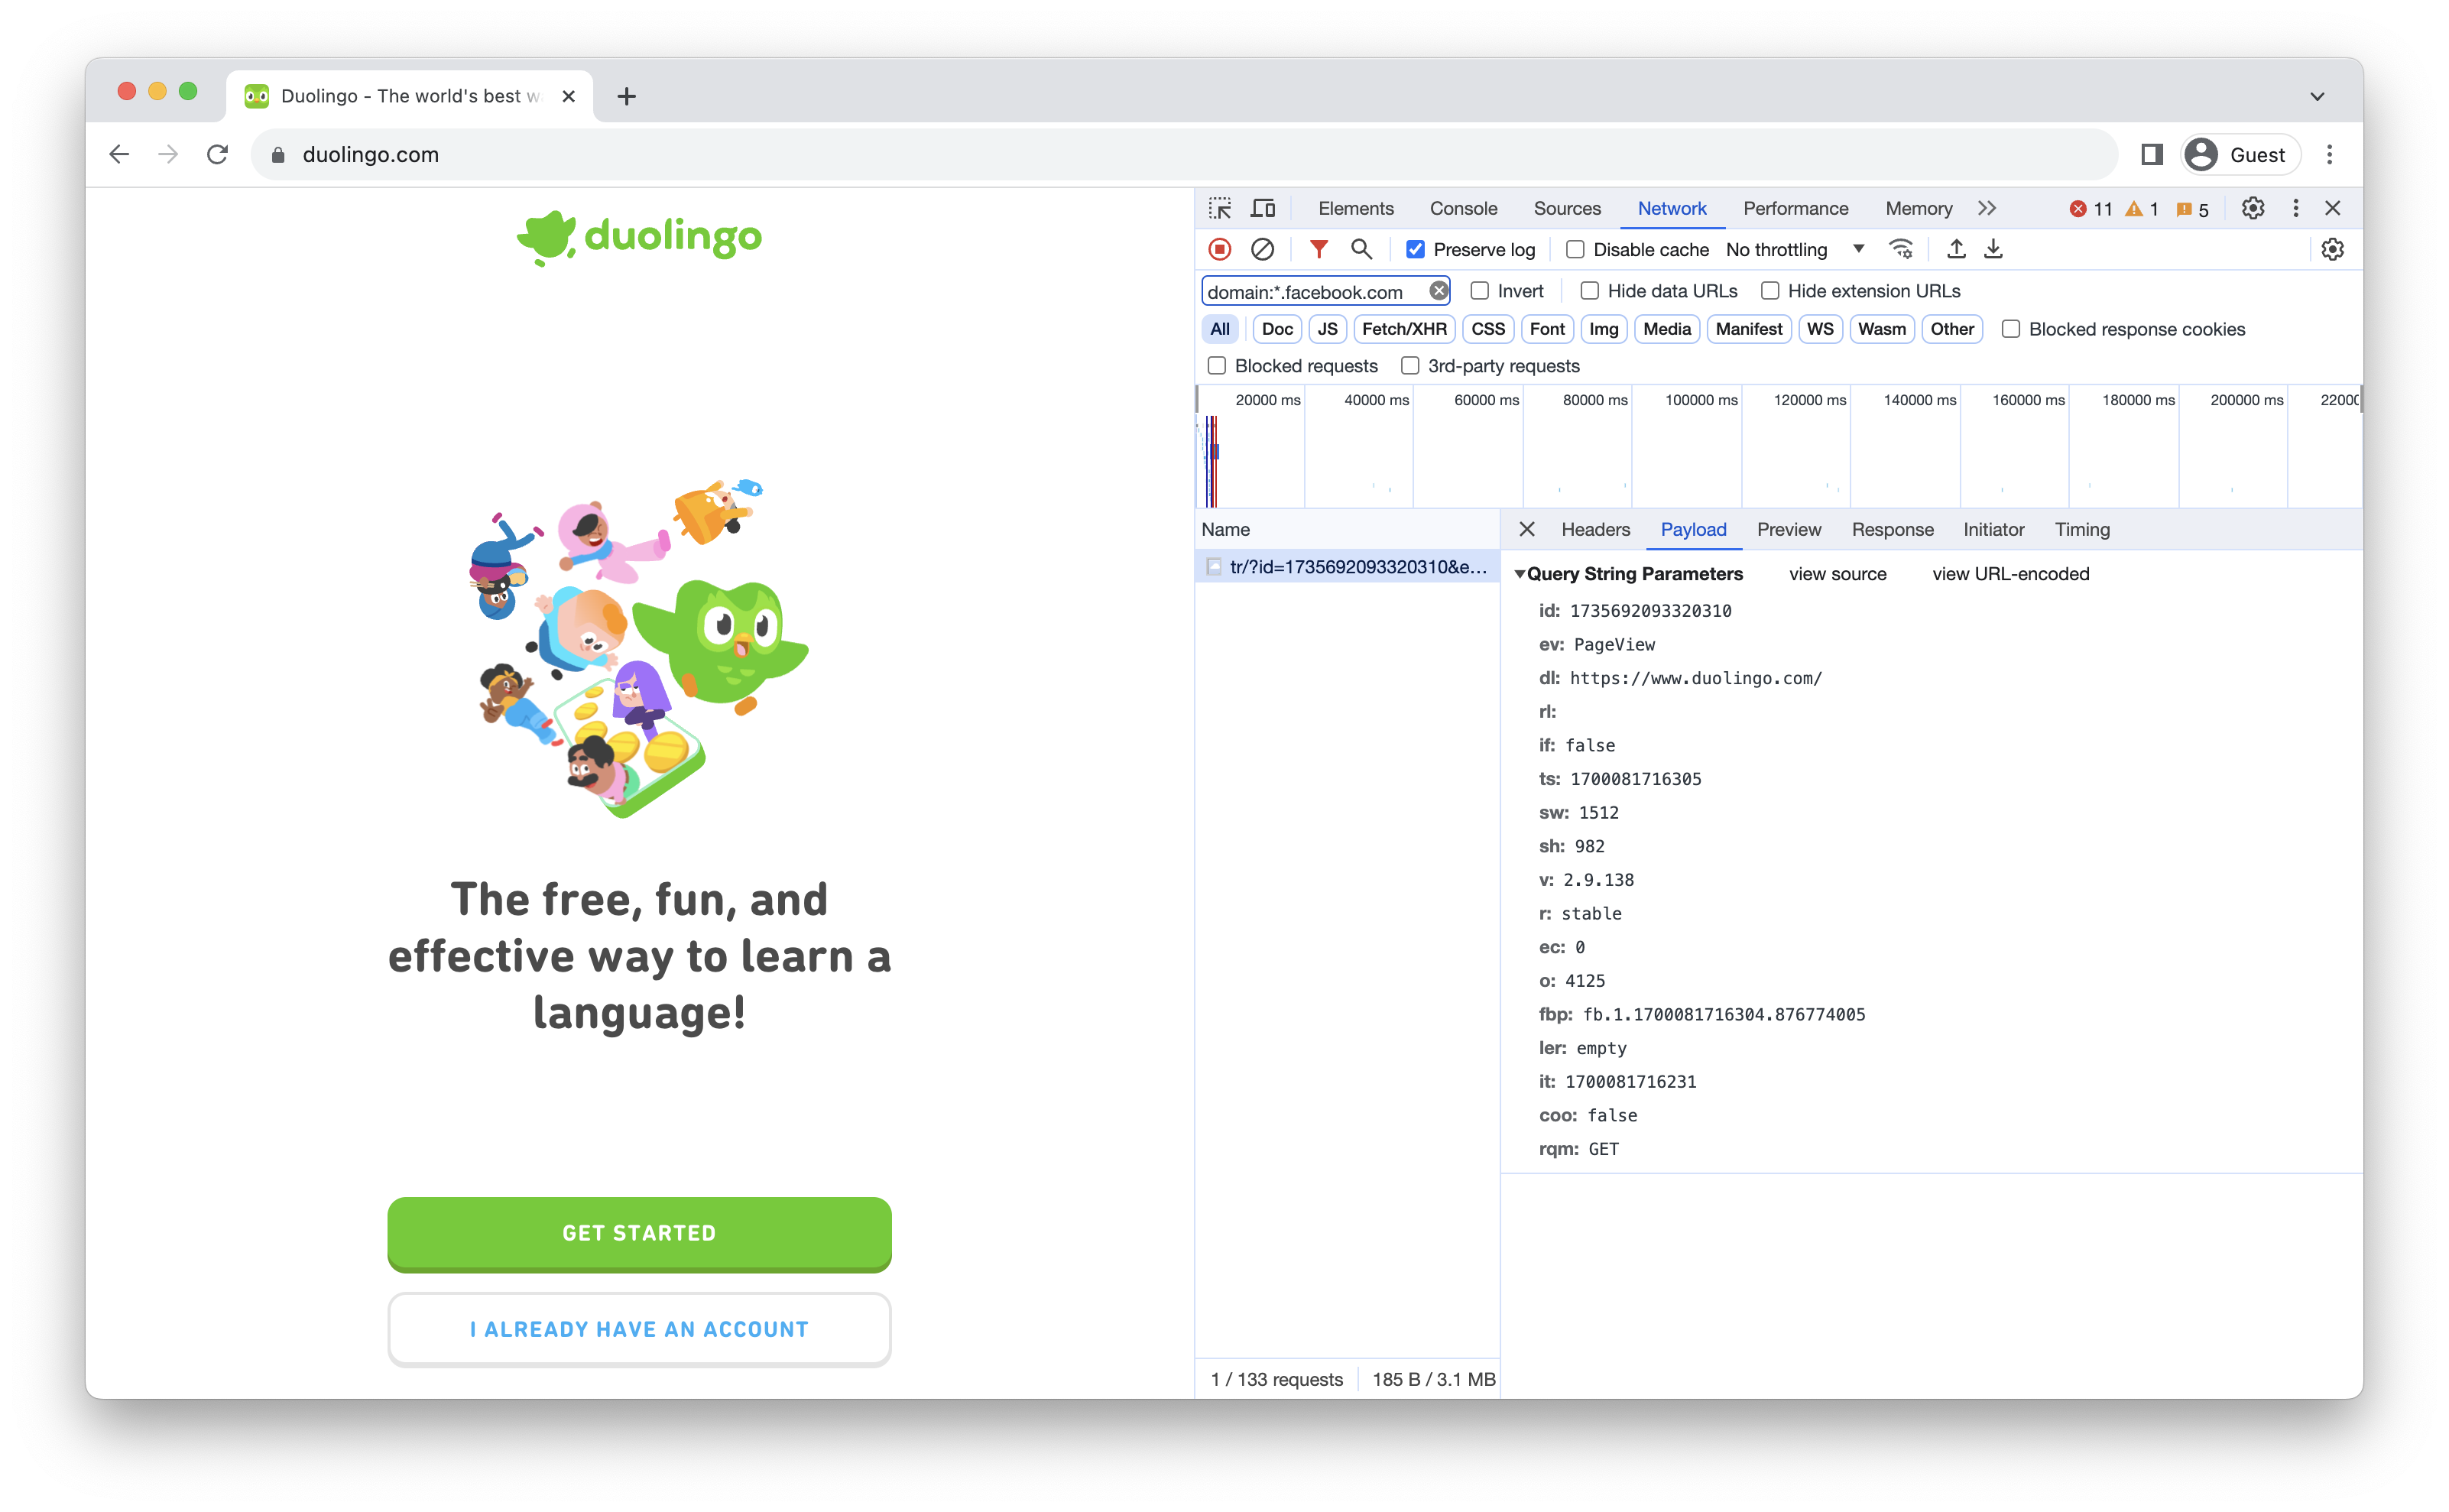 Duolingo - The world's best w
duolingo.com
Guest
duolingo
The free, fun, and
effective way to learn a
language!
GET STARTED
I ALREADY HAVE AN ACCOUNT
Elements Console Sources Network Performance Memory 11 1 5
Preserve log Disable cache No throttling
domain:*.facebook.com Invert Hide data URLs Hide extension URLs
All Doc JS Fetch/XHR CSS Font Img Media Manifest WS Wasm Other Blocked response cookies
Blocked requests 3rd-party requests
20000 ms 40000 ms 60000 ms 80000 ms 100000 ms 120000 ms 140000 ms 160000 ms 180000 ms 200000 ms 2200
Name
tr/?id=1735692093320310&e...
Headers Payload Preview Response Initiator Timing
Query String Parameters view source view URL-encoded
id: 1735692093320310
ev: PageView
dl: https://www.duolingo.com/
rl:
if: false
ts: 1700081716305
sw: 1512
sh: 982
v: 2.9.138
r: stable
ec: 0
o: 4125
fbp: fb.1.1700081716304.876774005
ler: empty
it: 1700081716231
coo: false
rqm: GET
1 / 133 requests 185 B / 3.1 MB